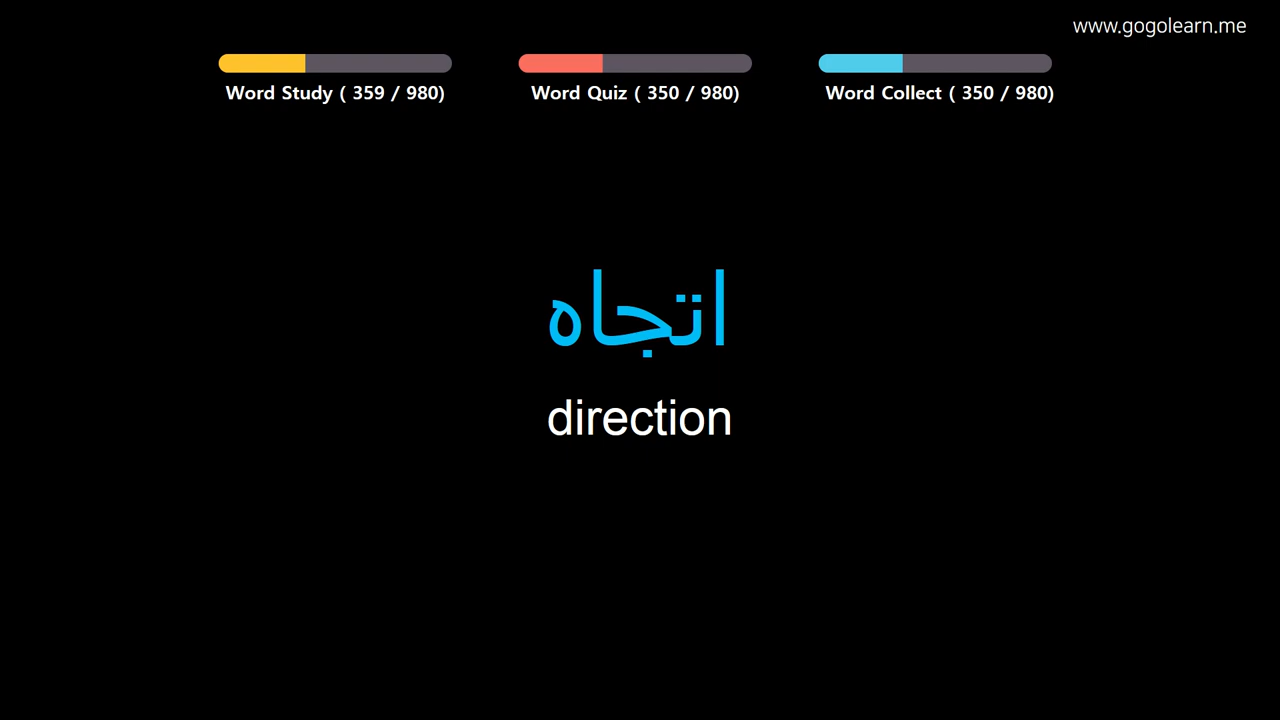 www.gogolearn.me
Word Study ( 359 / 980)
Word Quiz ( 350 / 980)
Word Collect ( 350 / 980)
اتجاه
direction